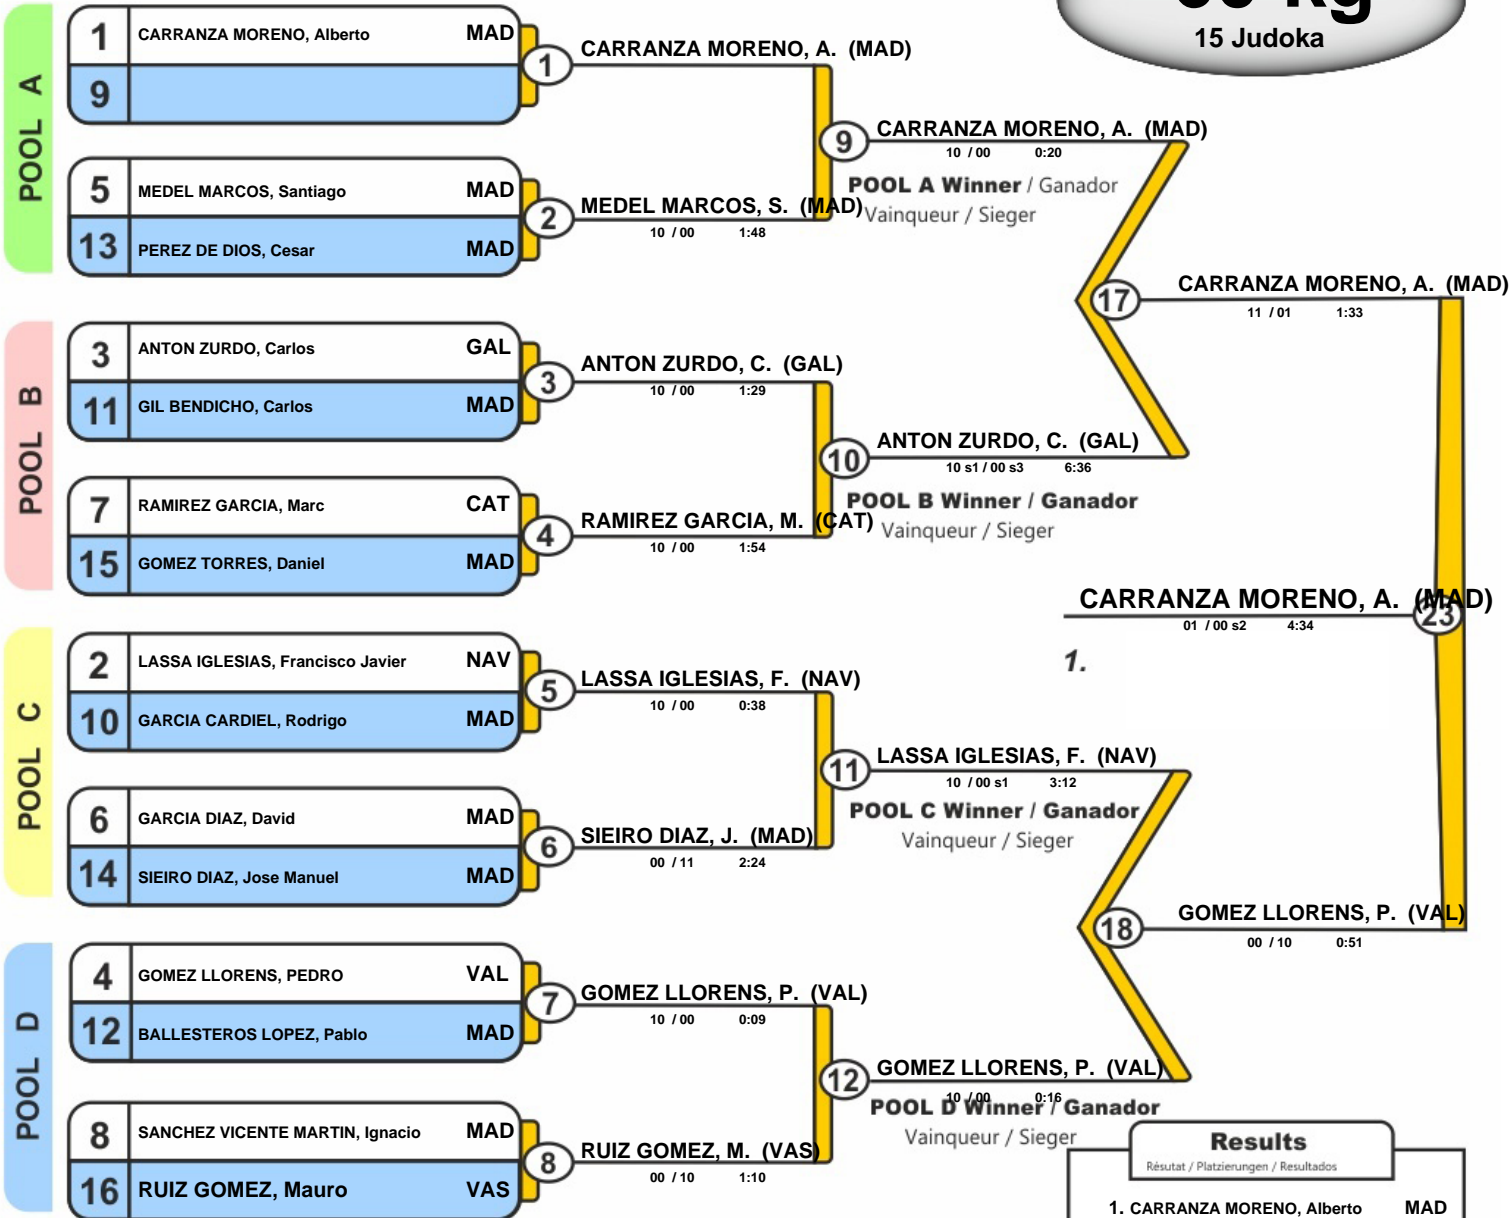 15 Judoka
POOL A
1 CARRANZA MORENO, Alberto MAD
9
1
CARRANZA MORENO, A. (MAD)
5 MEDEL MARCOS, Santiago MAD
13 PEREZ DE DIOS, Cesar MAD
2
MEDEL MARCOS, S. (MAD)
10 / 00 1:48
9
CARRANZA MORENO, A. (MAD)
10 / 00 0:20
POOL A Winner / Ganador
Vainqueur / Sieger
POOL B
3 ANTON ZURDO, Carlos GAL
11 GIL BENDICHO, Carlos MAD
3
ANTON ZURDO, C. (GAL)
10 / 00 1:29
7 RAMIREZ GARCIA, Marc CAT
15 GOMEZ TORRES, Daniel MAD
4
RAMIREZ GARCIA, M. (CAT)
10 / 00 1:54
10
ANTON ZURDO, C. (GAL)
10 s1 / 00 s3 6:36
POOL B Winner / Ganador
Vainqueur / Sieger
17
CARRANZA MORENO, A. (MAD)
11 / 01 1:33
CARRANZA MORENO, A. (MAD)
23
01 / 00 s2 4:34
1.
POOL C
2 LASSA IGLESIAS, Francisco Javier NAV
10 GARCIA CARDIEL, Rodrigo MAD
5
LASSA IGLESIAS, F. (NAV)
10 / 00 0:38
6 GARCIA DIAZ, David MAD
14 SIEIRO DIAZ, Jose Manuel MAD
6
SIEIRO DIAZ, J. (MAD)
00 / 11 2:24
11
LASSA IGLESIAS, F. (NAV)
10 / 00 s1 3:12
POOL C Winner / Ganador
Vainqueur / Sieger
18
GOMEZ LLORENS, P. (VAL)
00 / 10 0:51
POOL D
4 GOMEZ LLORENS, PEDRO VAL
12 BALLESTEROS LOPEZ, Pablo MAD
7
GOMEZ LLORENS, P. (VAL)
10 / 00 0:09
8 SANCHEZ VICENTE MARTIN, Ignacio MAD
16 RUIZ GOMEZ, Mauro VAS
8
RUIZ GOMEZ, M. (VAS)
00 / 10 1:10
12
GOMEZ LLORENS, P. (VAL)
10 / 00 0:16
POOL D Winner / Ganador
Vainqueur / Sieger
Results
Résutat / Platzierungen / Resultados
1. CARRANZA MORENO, Alberto MAD